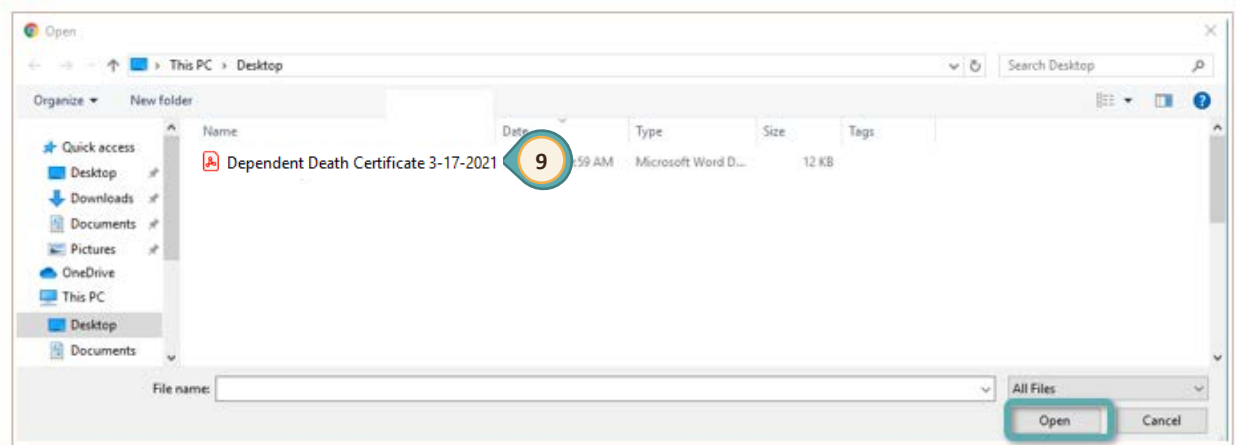 Open
This PC > Desktop
Search Desktop
Organize New folder
Name Date Type Size Tags
Quick access
Dependent Death Certificate 3-17-2021 9 :59 AM Microsoft Word D... 12 KB
Desktop
Downloads
Documents
Pictures
OneDrive
This PC
Desktop
Documents
File name: All Files
Open Cancel